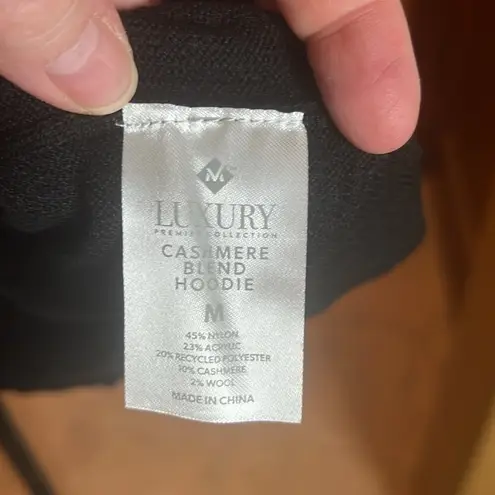 M
LUXURY
PREMIER COLLECTION
CASHMERE
BLEND
HOODIE
M
45% NYLON
23% ACRYLIC
20% RECYCLED POLYESTER
10% CASHMERE
2% WOOL
MADE IN CHINA